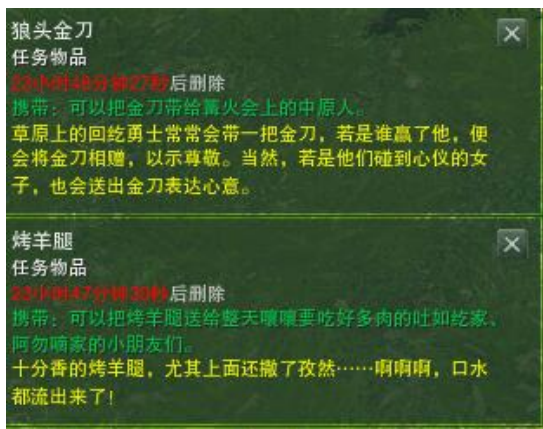 狼头金刀
任务物品
23小时48分钟27秒后删除
携带：可以把金刀带给篝火会上的中原人。
草原上的回纥勇士常常会带一把金刀，若是谁赢了他，便
会将金刀相赠，以示尊敬。当然，若是他们碰到心仪的女
子，也会送出金刀表达心意。
烤羊腿
任务物品
23小时47分钟39秒后删除
携带：可以把烤羊腿送给整天嚷嚷要吃好多肉的吐如纥家、
阿勿嘀家的小朋友们。
十分香的烤羊腿，尤其上面还撒了孜然……啊啊啊，口水
都流出来了！